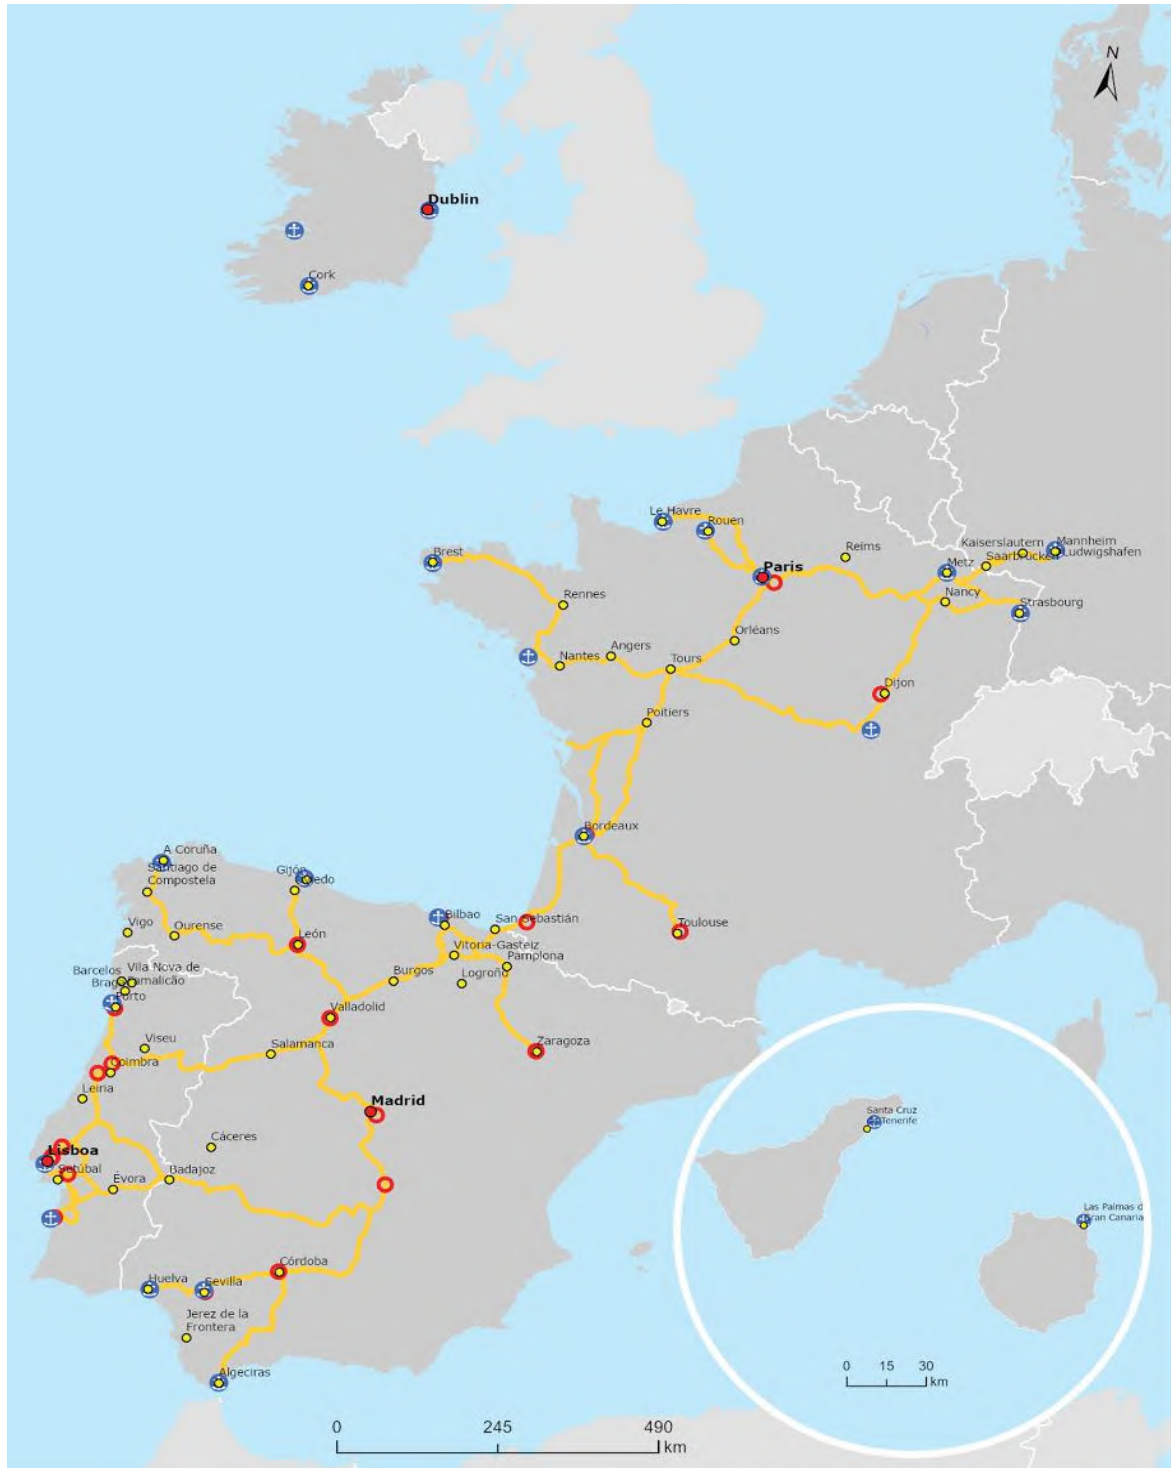 N
Dublin
Cork
Le Havre
Rouen
Brest
Paris
Reims
Kaiserslautern
Mannheim
Ludwigshafen
Saarbrücken
Metz
Nancy
Strasbourg
Rennes
Orléans
Nantes
Angers
Tours
Dijon
Poitiers
Bordeaux
Toulouse
A Coruña
Santiago de
Compostela
Gijón
Vigo
Ourense
León
Bilbao
San Sebastián
Vitoria-Gasteiz
Pamplona
Logroño
Burgos
Barcelos
Vila Nova de
Famalicão
Porto
Valladolid
Viseu
Salamanca
Zaragoza
Coimbra
Leiria
Madrid
Cáceres
Lisboa
Setúbal
Évora
Badajoz
Córdoba
Huelva
Sevilla
Jerez de la
Frontera
Algeciras
Santa Cruz
Tenerife
Las Palmas d
Gran Canaria
0 15 30
km
0 245 490
km